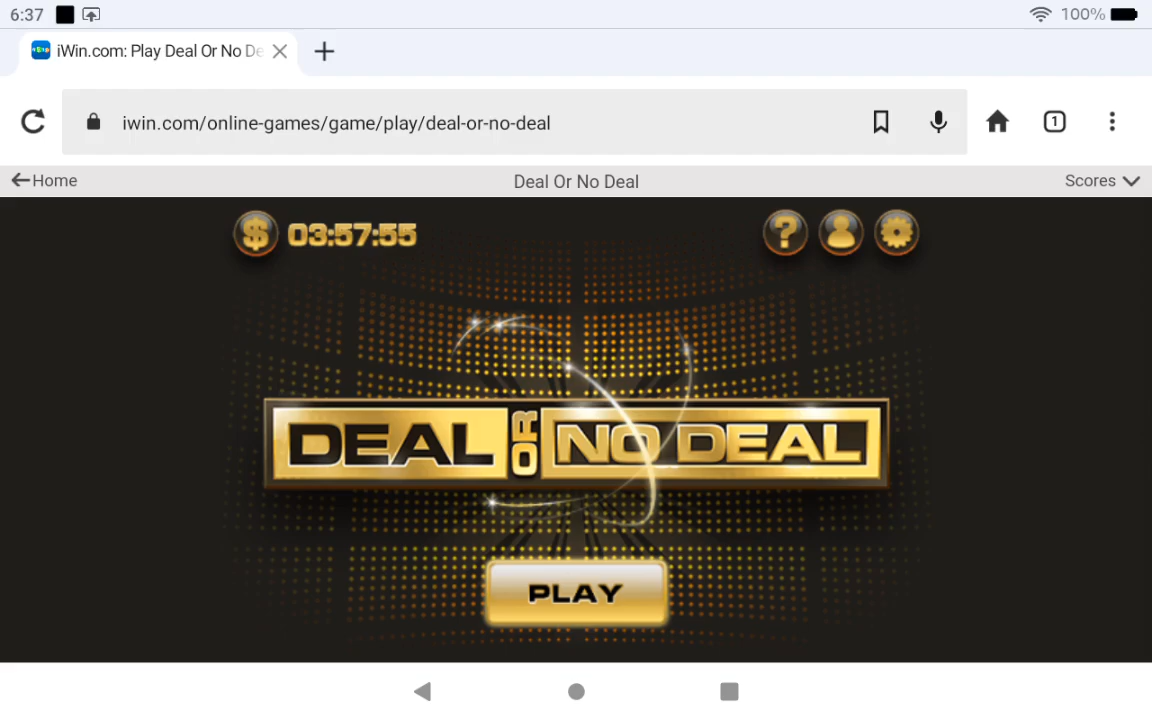 6:37
100%
iWin.com: Play Deal Or No De
iwin.com/online-games/game/play/deal-or-no-deal
1
Home
Deal Or No Deal
Scores
$ 03:57:55
?
DEAL OR NO DEAL
PLAY